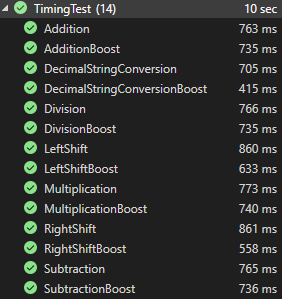 TimingTest (14) 10 sec
Addition 763 ms
AdditionBoost 735 ms
DecimalStringConversion 705 ms
DecimalStringConversionBoost 415 ms
Division 766 ms
DivisionBoost 735 ms
LeftShift 860 ms
LeftShiftBoost 633 ms
Multiplication 773 ms
MultiplicationBoost 740 ms
RightShift 861 ms
RightShiftBoost 558 ms
Subtraction 765 ms
SubtractionBoost 736 ms